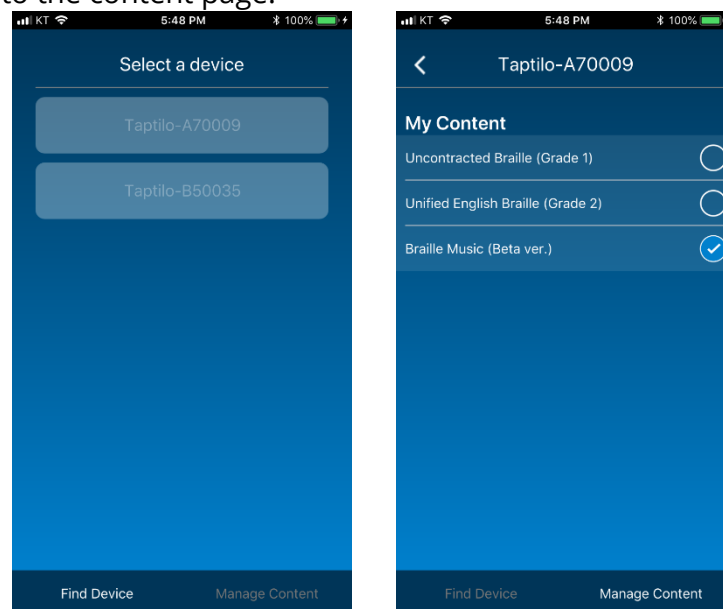 to the content page.
KT 5:48 PM 100%
Select a device
Taptilo-A70009
Taptilo-B50035
Find Device Manage Content
KT 5:48 PM 100%
Taptilo-A70009
My Content
Uncontracted Braille (Grade 1)
Unified English Braille (Grade 2)
Braille Music (Beta ver.)
Find Device Manage Content